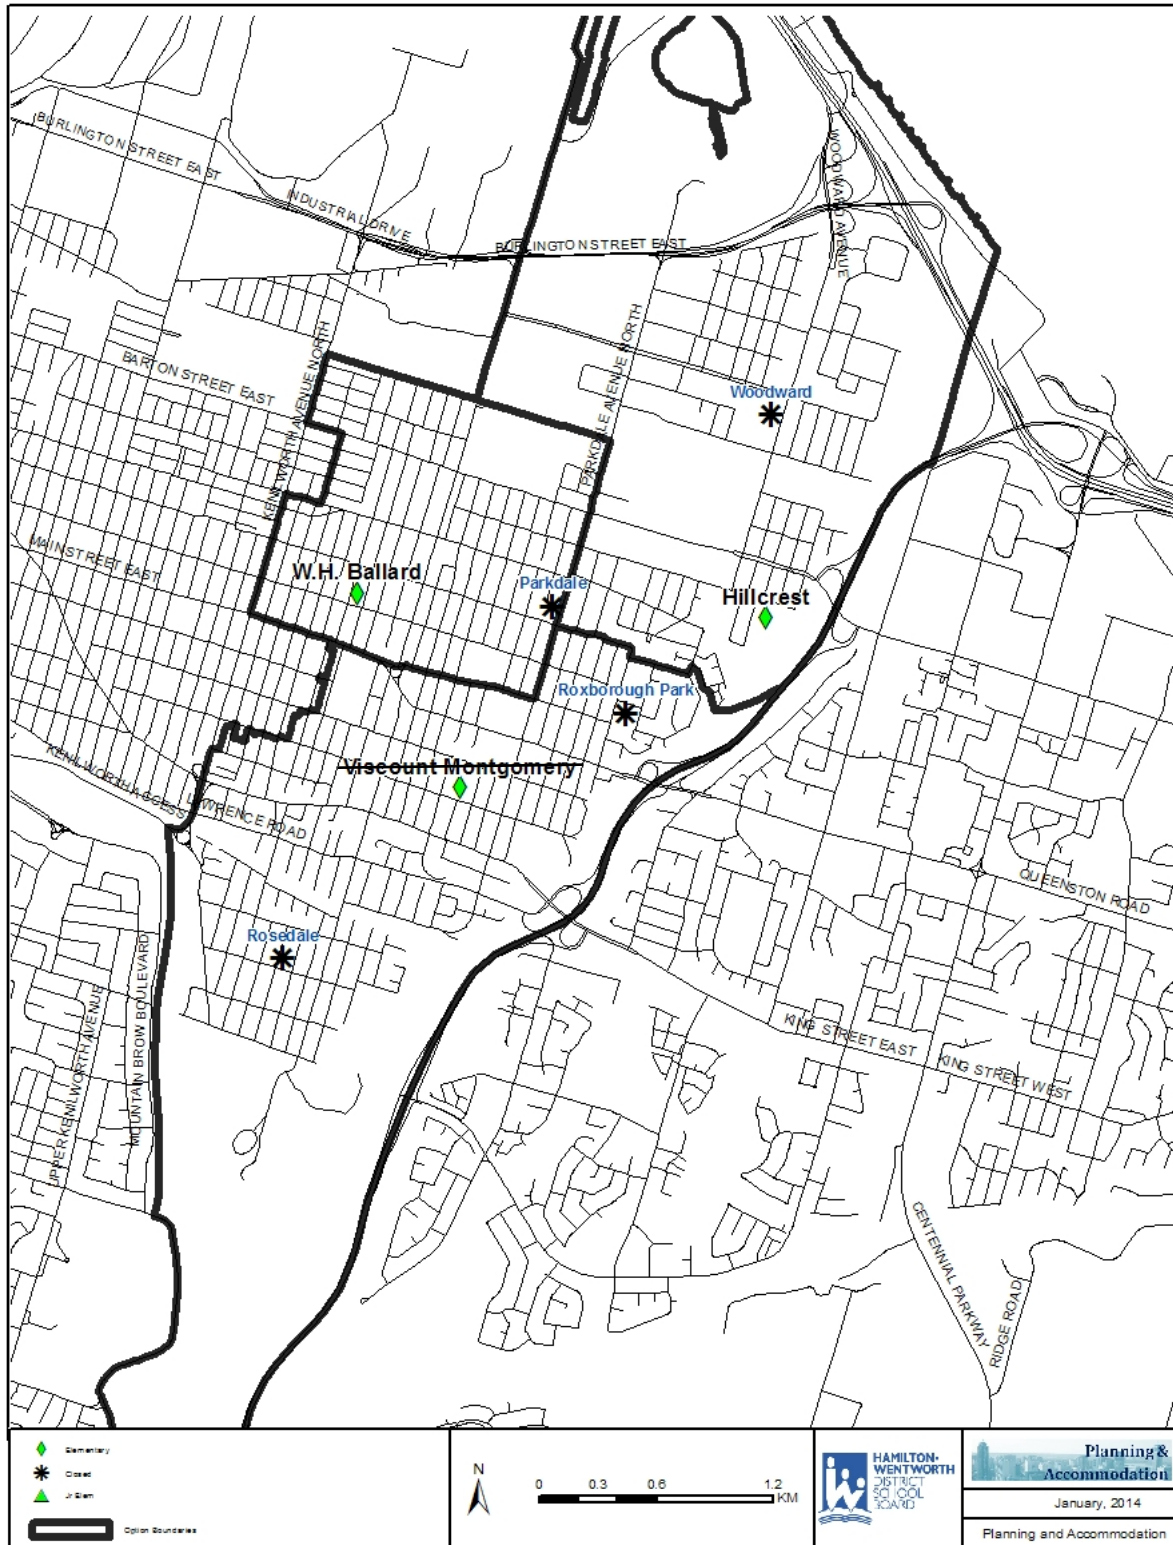 BURLINGTON STREET EAST
INDUSTRIAL DRIVE
BURLINGTON STREET EAST
WOODWARD AVENUE
KENILWORTH AVENUE NORTH
PARKDALE AVENUE NORTH
BARTON STREET EAST
Woodward
MAIN STREET EAST
W.H. Ballard
Parkdale
Hillcrest
Roxborough Park
Viscount Montgomery
KENILWORTH ACCESS
LAWRENCE ROAD
QUEENSTON ROAD
Rosedale
MOUNTAIN BROW BOULEVARD
UPPER KENILWORTH AVENUE
KING STREET EAST
KING STREET WEST
CENTENNIAL PARKWAY
RIDGE ROAD
Elementary
Closed
Jr Elem
Option Boundaries
N
0 0.3 0.6 1.2
KM
HAMILTON-
WENTWORTH
DISTRICT
SCHOOL
BOARD
Planning &
Accommodation
January, 2014
Planning and Accommodation